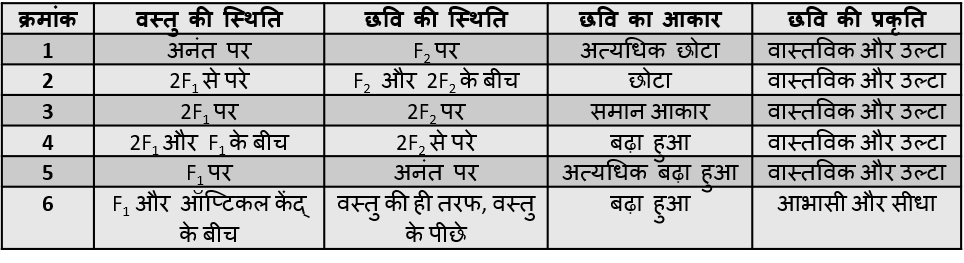 क्रमांक वस्तु की स्थिति छवि की स्थिति छवि का आकार छवि की प्रकृति
1 अनंत पर F₂ पर अत्यधिक छोटा वास्तविक और उल्टा
2 2F₁ से परे F₂ और 2F₂ के बीच छोटा वास्तविक और उल्टा
3 2F₁ पर 2F₂ पर समान आकार वास्तविक और उल्टा
4 2F₁ और F₁ के बीच 2F₂ से परे बढ़ा हुआ वास्तविक और उल्टा
5 F₁ पर अनंत पर अत्यधिक बढ़ा हुआ वास्तविक और उल्टा
6 F₁ और ऑप्टिकल केंद् वस्तु की ही तरफ, वस्तु बढ़ा हुआ आभासी और सीधा
के बीच के पीछे